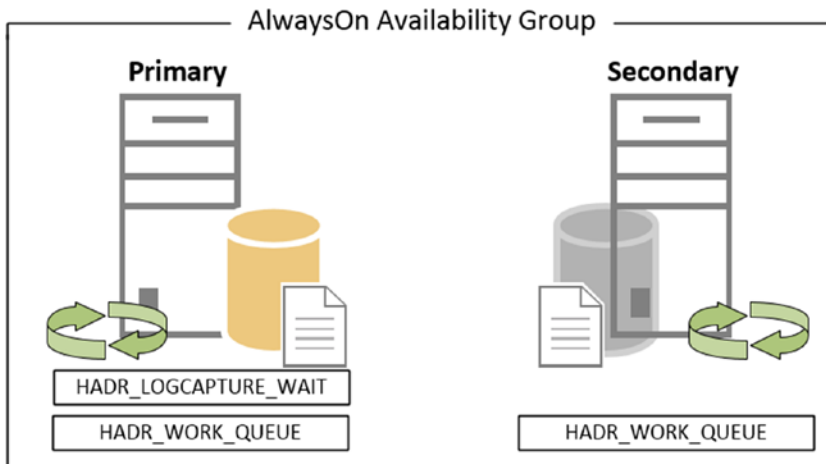 AlwaysOn Availability Group
Primary
Secondary
HADR_LOGCAPTURE_WAIT
HADR_WORK_QUEUE
HADR_WORK_QUEUE